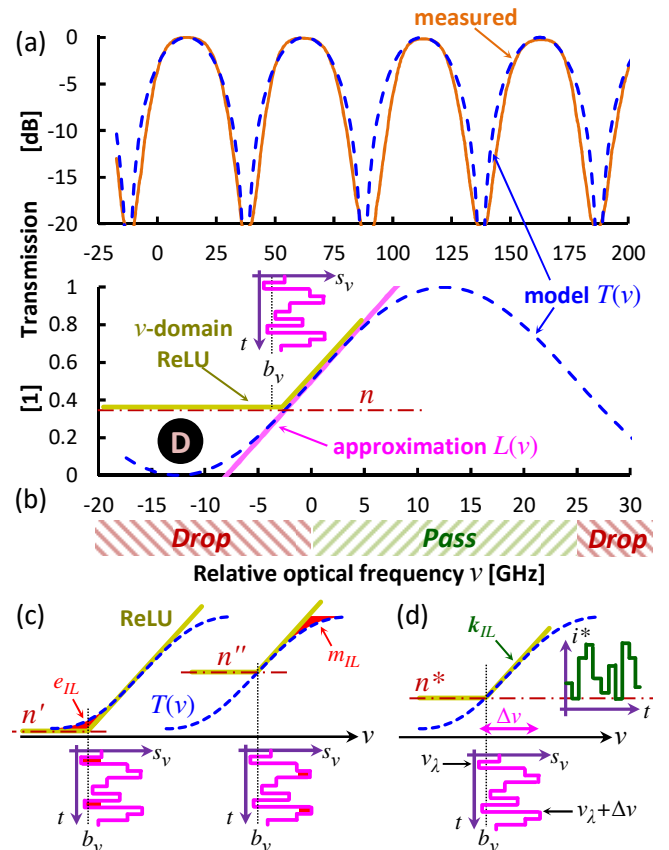 (a)
measured
Transmission
[dB]
0
-5
-10
-15
-20
-25 0 25 50 75 100 125 150 175 200
s_ν
t
b_ν
model T(ν)
ν-domain
ReLU
[1]
1
0.8
0.6
0.4
0.2
0
n
D
approximation L(ν)
-20 -15 -10 -5 0 5 10 15 20 25 30
(b)
Drop Pass Drop
Relative optical frequency ν [GHz]
(c)
ReLU
n'
e_IL
T(ν)
n''
m_IL
ν
s_ν
t
b_ν
s_ν
t
b_ν
(d)
k_IL
i*
t
n*
Δν
ν
ν_λ
s_ν
ν_λ+Δν
t
b_ν